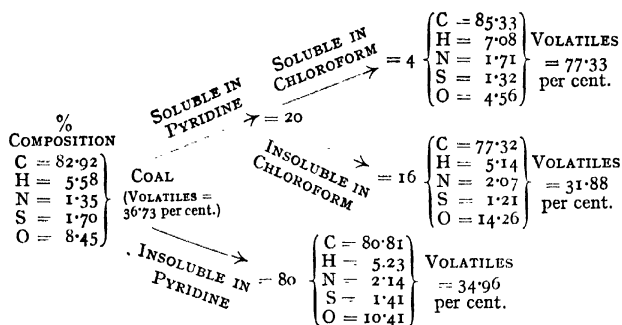 %
COMPOSITION
C = 82·92
H = 5·58
N = 1·35
S = 1·70
O = 8·45
COAL
(VOLATILES =
36·73 per cent.)
SOLUBLE IN
PYRIDINE
= 20
SOLUBLE IN
CHLOROFORM
= 4
C = 85·33
H = 7·08
N = 1·71
S = 1·32
O = 4·56
VOLATILES
= 77·33
per cent.
INSOLUBLE IN
CHLOROFORM
= 16
C = 77·32
H = 5·14
N = 2·07
S = 1·21
O = 14·26
VOLATILES
= 31·88
per cent.
INSOLUBLE IN
PYRIDINE
= 80
C = 80·81
H = 5·23
N = 2·14
S = 1·41
O = 10·41
VOLATILES
= 34·96
per cent.